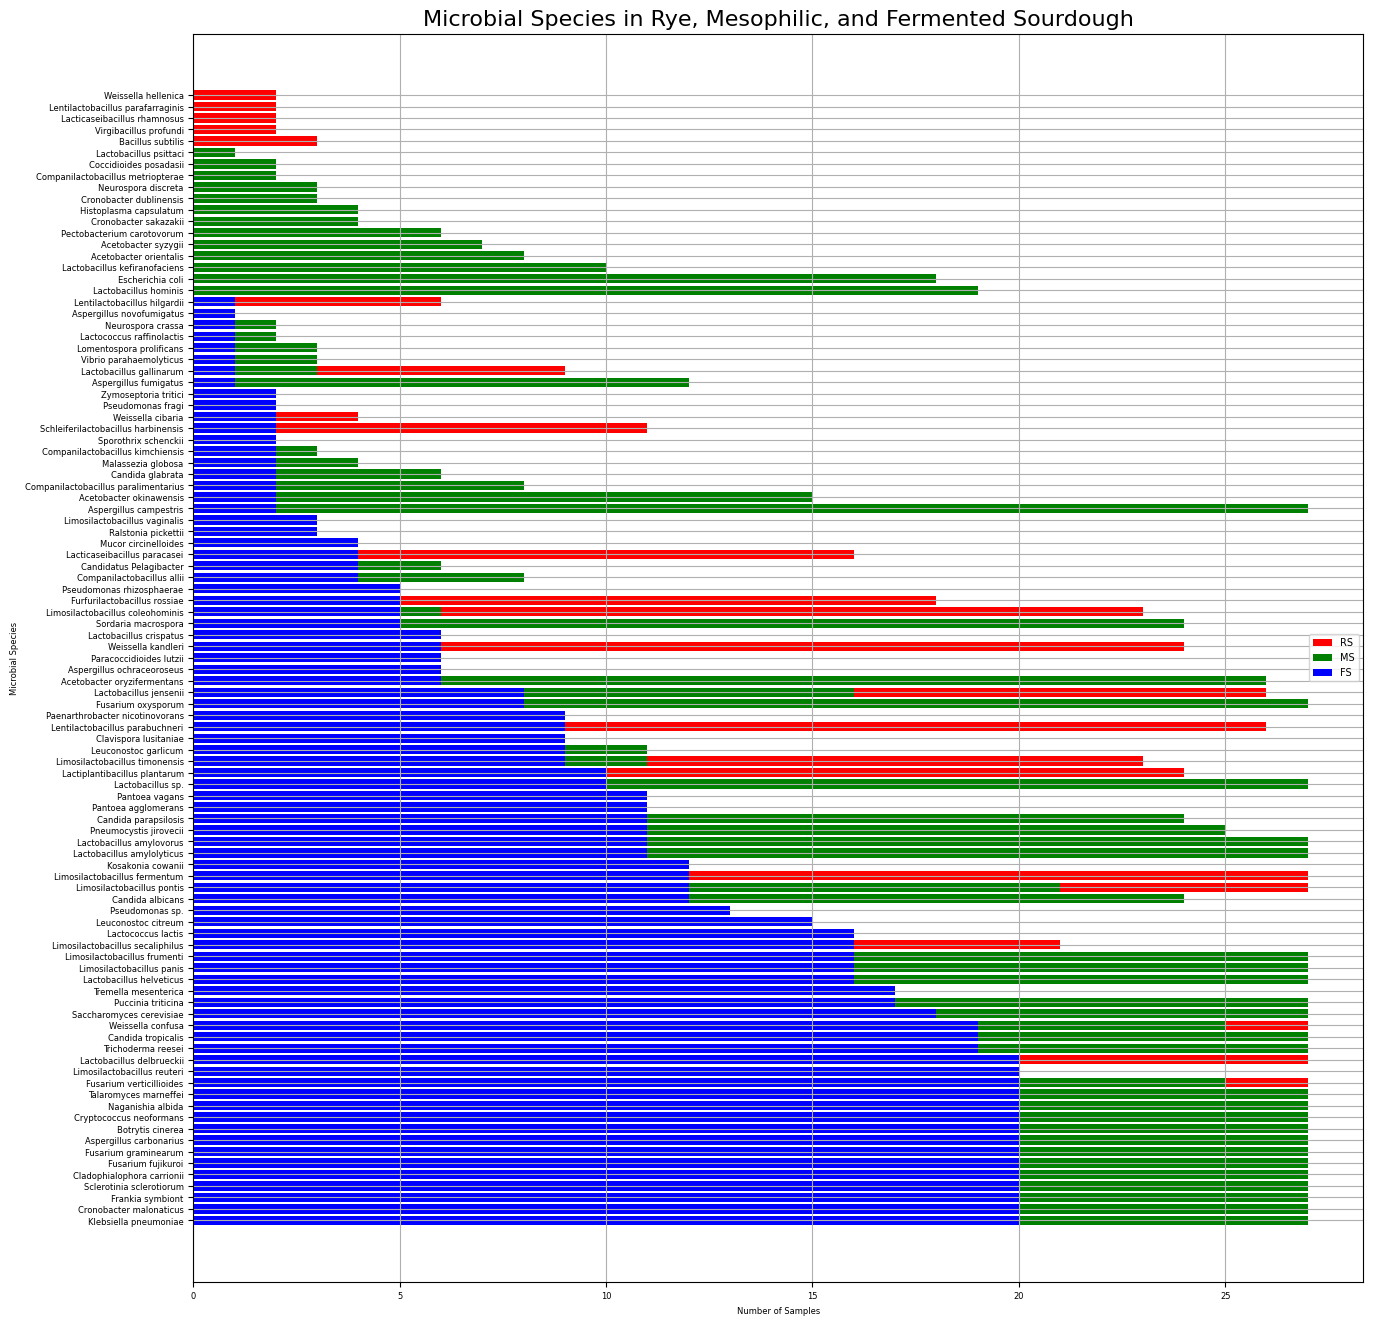 Microbial Species in Rye, Mesophilic, and Fermented Sourdough
Weissella hellenica
Lentilactobacillus parafarraginis
Lacticaseibacillus rhamnosus
Virgibacillus profundi
Bacillus subtilis
Lactobacillus psittaci
Coccidioides posadasii
Companilactobacillus metriopterae
Neurospora discreta
Cronobacter dublinensis
Histoplasma capsulatum
Cronobacter sakazakii
Pectobacterium carotovorum
Acetobacter syzygii
Acetobacter orientalis
Lactobacillus kefiranofaciens
Escherichia coli
Lactobacillus hominis
Lentilactobacillus hilgardii
Aspergillus novofumigatus
Neurospora crassa
Lactococcus raffinolactis
Lomentospora prolificans
Vibrio parahaemolyticus
Lactobacillus gallinarum
Aspergillus fumigatus
Zymoseptoria tritici
Pseudomonas fragi
Weissella cibaria
Schleiferilactobacillus harbinensis
Sporothrix schenckii
Companilactobacillus kimchiensis
Malassezia globosa
Candida glabrata
Companilactobacillus paralimentarius
Acetobacter okinawensis
Aspergillus campestris
Limosilactobacillus vaginalis
Ralstonia pickettii
Mucor circinelloides
Lacticaseibacillus paracasei
Candidatus Pelagibacter
Companilactobacillus allii
Pseudomonas rhizosphaerae
Furfurilactobacillus rossiae
Limosilactobacillus coleohominis
Sordaria macrospora
Lactobacillus crispatus
Weissella kandleri
Paracoccidioides lutzii
Aspergillus ochraceoroseus
Acetobacter oryzifermentans
Lactobacillus jensenii
Fusarium oxysporum
Paenarthrobacter nicotinovorans
Lentilactobacillus parabuchneri
Clavispora lusitaniae
Leuconostoc garlicum
Limosilactobacillus timonensis
Lactiplantibacillus plantarum
Lactobacillus sp.
Pantoea vagans
Pantoea agglomerans
Candida parapsilosis
Pneumocystis jirovecii
Lactobacillus amylovorus
Lactobacillus amylolyticus
Kosakonia cowanii
Limosilactobacillus fermentum
Limosilactobacillus pontis
Candida albicans
Pseudomonas sp.
Leuconostoc citreum
Lactococcus lactis
Limosilactobacillus secaliphilus
Limosilactobacillus frumenti
Limosilactobacillus panis
Lactobacillus helveticus
Tremella mesenterica
Puccinia triticina
Saccharomyces cerevisiae
Weissella confusa
Candida tropicalis
Trichoderma reesei
Lactobacillus delbrueckii
Limosilactobacillus reuteri
Fusarium verticillioides
Talaromyces marneffei
Naganishia albida
Cryptococcus neoformans
Botrytis cinerea
Aspergillus carbonarius
Fusarium graminearum
Fusarium fujikuroi
Cladophialophora carrionii
Sclerotinia sclerotiorum
Frankia symbiont
Cronobacter malonaticus
Klebsiella pneumoniae
Microbial Species
RS
MS
FS
0 5 10 15 20 25
Number of Samples